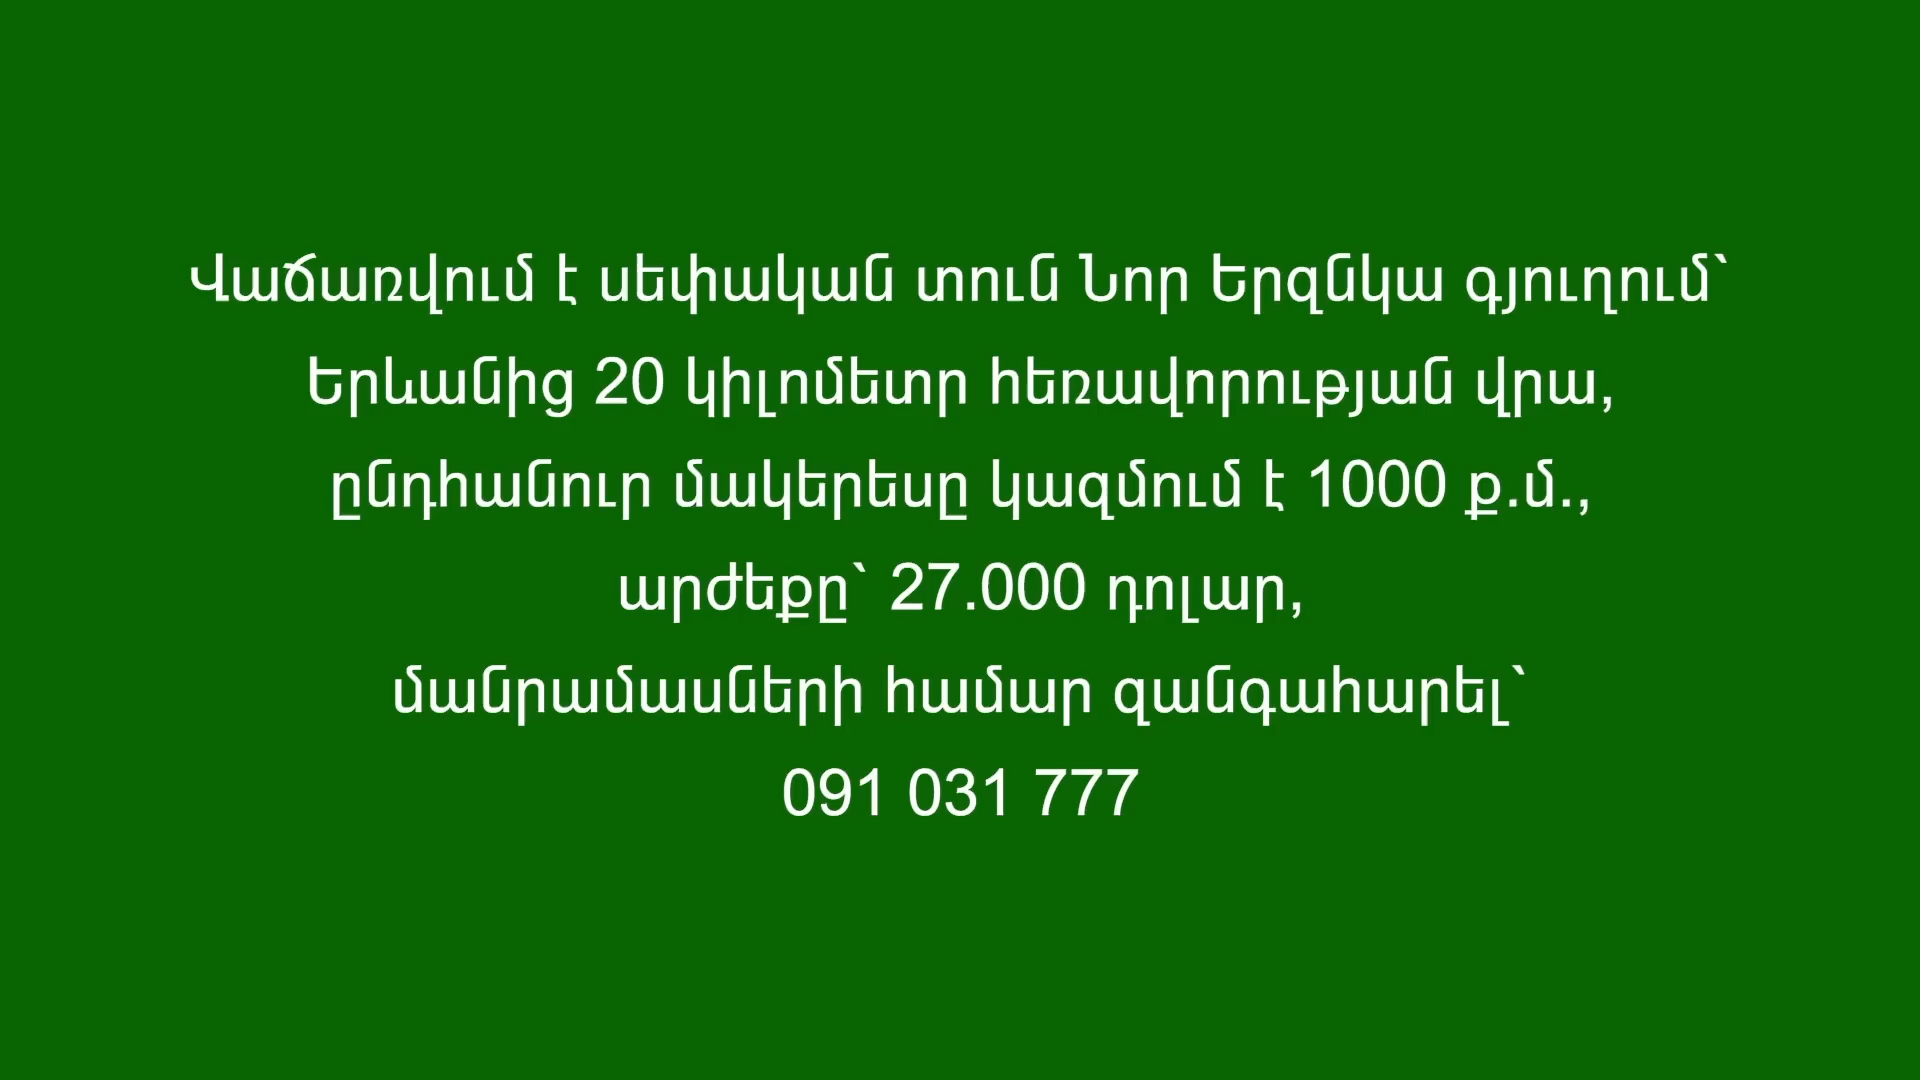 Վաճառվում է սեփական տուն Նոր Երզնկա գյուղում՝
Երևանից 20 կիլոմետր հեռավորության վրա,
ընդհանուր մակերեսը կազմում է 1000 ք.մ.,
արժեքը՝ 27.000 դոլար,
մանրամասների համար զանգահարել՝
091 031 777